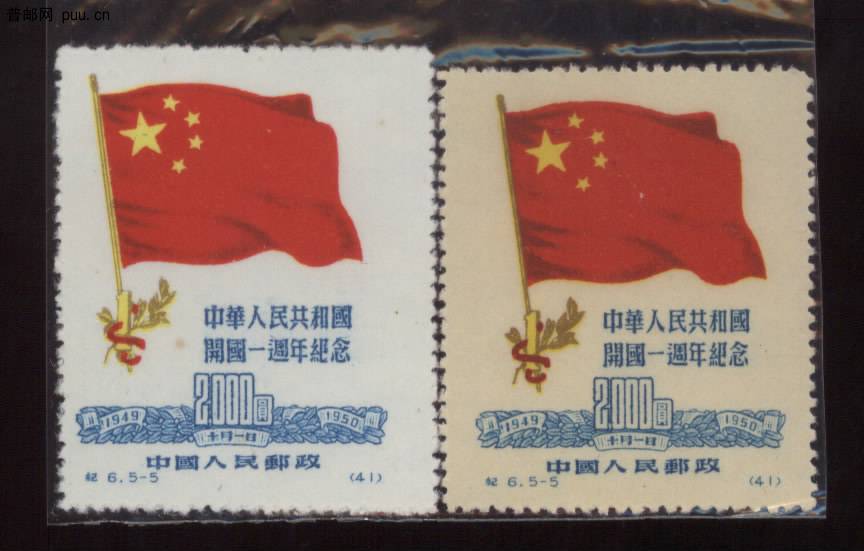 普邮网 puu.cn
中華人民共和國
開國一週年紀念
2000圓
1949 1950
十月一日
中國人民郵政
紀 6.5-5 (41)
中華人民共和國
開國一週年紀念
2000圓
1949 1950
十月一日
中國人民郵政
紀 6.5-5 (41)